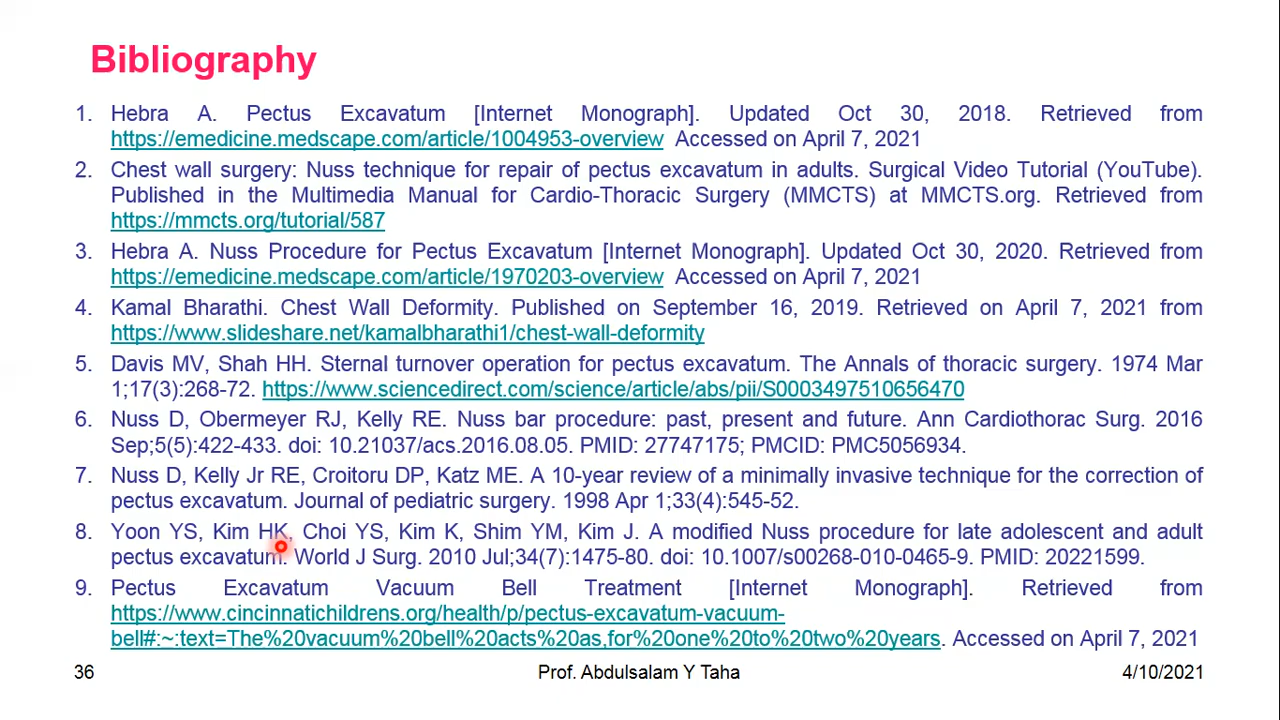 Bibliography
1. Hebra A. Pectus Excavatum [Internet Monograph]. Updated Oct 30, 2018. Retrieved from
https://emedicine.medscape.com/article/1004953-overview Accessed on April 7, 2021
2. Chest wall surgery: Nuss technique for repair of pectus excavatum in adults. Surgical Video Tutorial (YouTube).
Published in the Multimedia Manual for Cardio-Thoracic Surgery (MMCTS) at MMCTS.org. Retrieved from
https://mmcts.org/tutorial/587
3. Hebra A. Nuss Procedure for Pectus Excavatum [Internet Monograph]. Updated Oct 30, 2020. Retrieved from
https://emedicine.medscape.com/article/1970203-overview Accessed on April 7, 2021
4. Kamal Bharathi. Chest Wall Deformity. Published on September 16, 2019. Retrieved on April 7, 2021 from
https://www.slideshare.net/kamalbharathi1/chest-wall-deformity
5. Davis MV, Shah HH. Sternal turnover operation for pectus excavatum. The Annals of thoracic surgery. 1974 Mar
1;17(3):268-72. https://www.sciencedirect.com/science/article/abs/pii/S0003497510656470
6. Nuss D, Obermeyer RJ, Kelly RE. Nuss bar procedure: past, present and future. Ann Cardiothorac Surg. 2016
Sep;5(5):422-433. doi: 10.21037/acs.2016.08.05. PMID: 27747175; PMCID: PMC5056934.
7. Nuss D, Kelly Jr RE, Croitoru DP, Katz ME. A 10-year review of a minimally invasive technique for the correction of
pectus excavatum. Journal of pediatric surgery. 1998 Apr 1;33(4):545-52.
8. Yoon YS, Kim HK, Choi YS, Kim K, Shim YM, Kim J. A modified Nuss procedure for late adolescent and adult
pectus excavatum. World J Surg. 2010 Jul;34(7):1475-80. doi: 10.1007/s00268-010-0465-9. PMID: 20221599.
9. Pectus Excavatum Vacuum Bell Treatment [Internet Monograph]. Retrieved from
https://www.cincinnatichildrens.org/health/p/pectus-excavatum-vacuum-
bell#:~:text=The%20vacuum%20bell%20acts%20as,for%20one%20to%20two%20years. Accessed on April 7, 2021
36 Prof. Abdulsalam Y Taha 4/10/2021